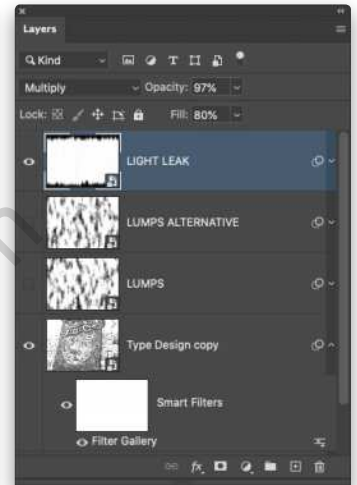 Layers
Kind
Multiply Opacity: 97%
Lock: Fill: 80%
LIGHT LEAK
LUMPS ALTERNATIVE
LUMPS
Type Design copy
Smart Filters
Filter Gallery
fx